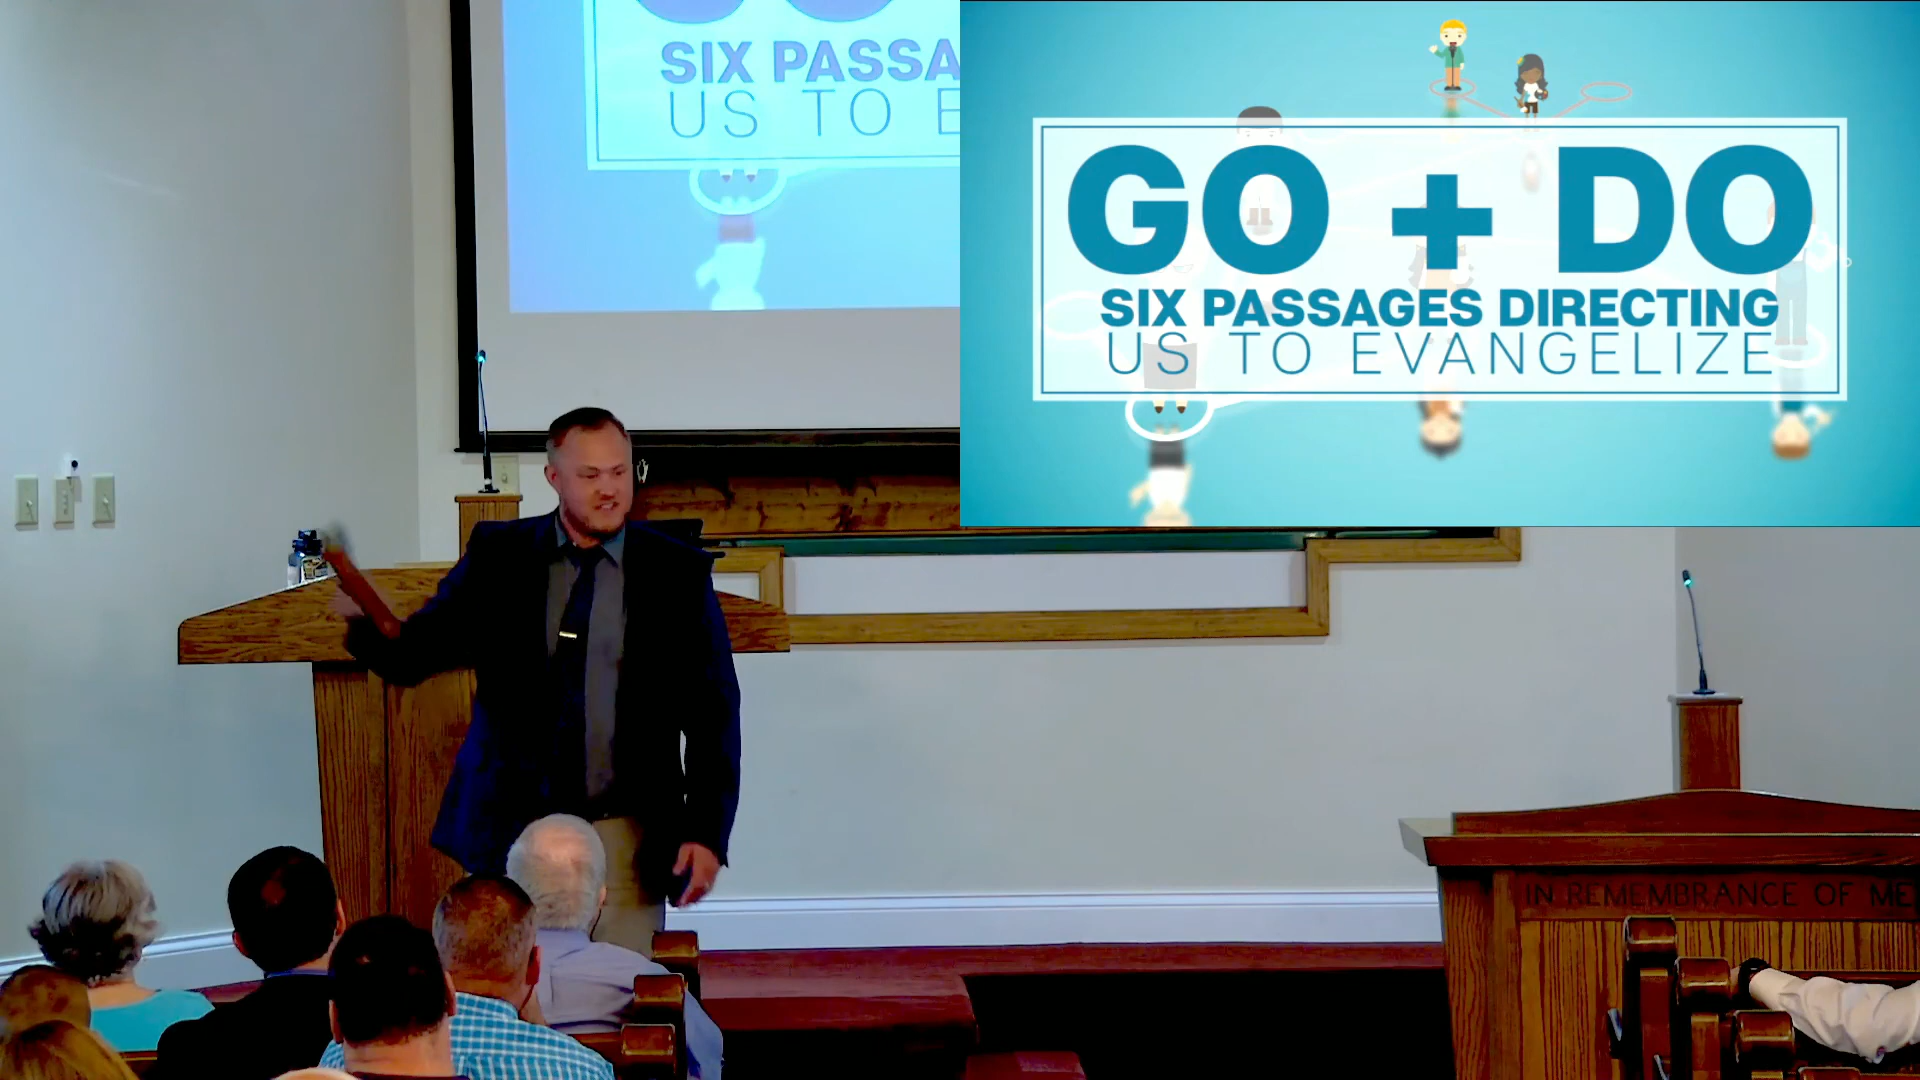 SIX PASSA
US TO E
GO + DO
SIX PASSAGES DIRECTING
US TO EVANGELIZE
IN REMEMBRANCE OF ME